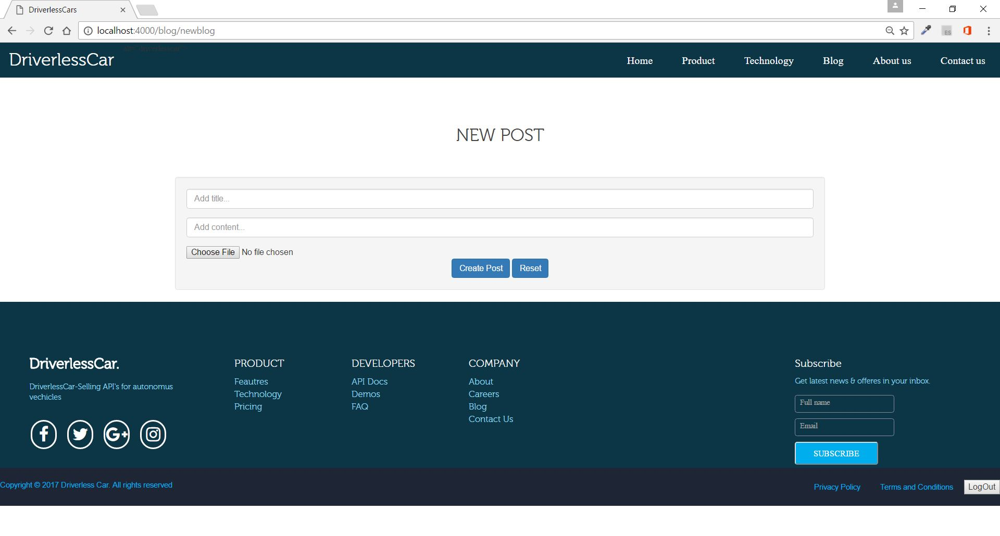 DriverlessCars
localhost:4000/blog/newblog
ES
alt="driverlesscar">
DriverlessCar
Home Product Technology Blog About us Contact us
NEW POST
Add title...
Add content...
Choose File No file chosen
Create Post Reset
DriverlessCar.
DriverlessCar-Selling API's for autonomus
vechicles
PRODUCT
Feautres
Technology
Pricing
DEVELOPERS
API Docs
Demos
FAQ
COMPANY
About
Careers
Blog
Contact Us
Subscribe
Get latest news & offeres in your inbox.
Full name
Email
SUBSCRIBE
Copyright © 2017 Driverless Car. All rights reserved
Privacy Policy Terms and Conditions LogOut